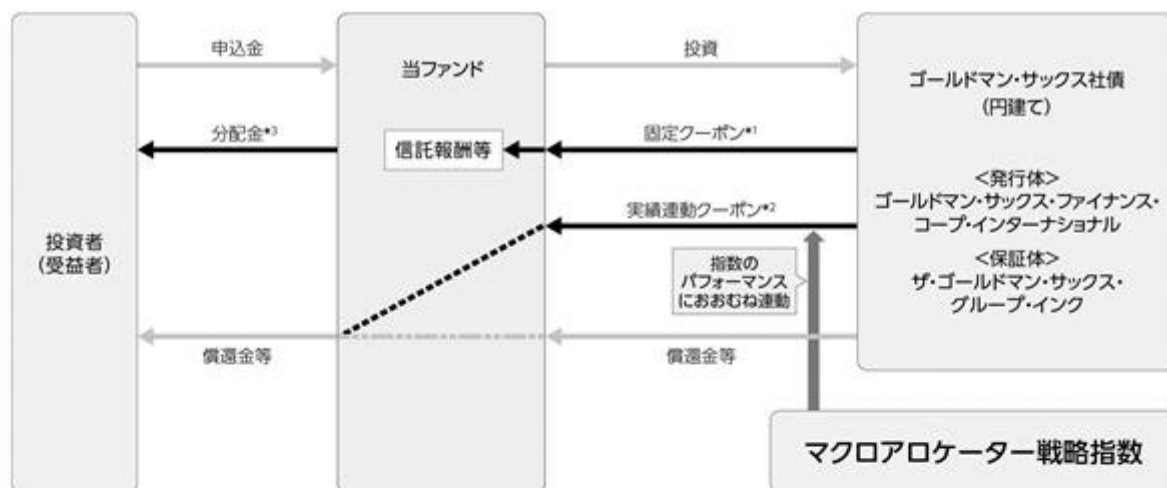 申込金
投資
当ファンド
ゴールドマン・サックス社債
(円建て)
分配金*3
信託報酬等
固定クーポン*1
<発行体>
ゴールドマン・サックス・ファイナンス・
コープ・インターナショナル
実績連動クーポン*2
投資者
(受益者)
指数の
パフォーマンス
におおむね連動
<保証体>
ザ・ゴールドマン・サックス・
グループ・インク
償還金等
償還金等
マクロアロケーター戦略指数